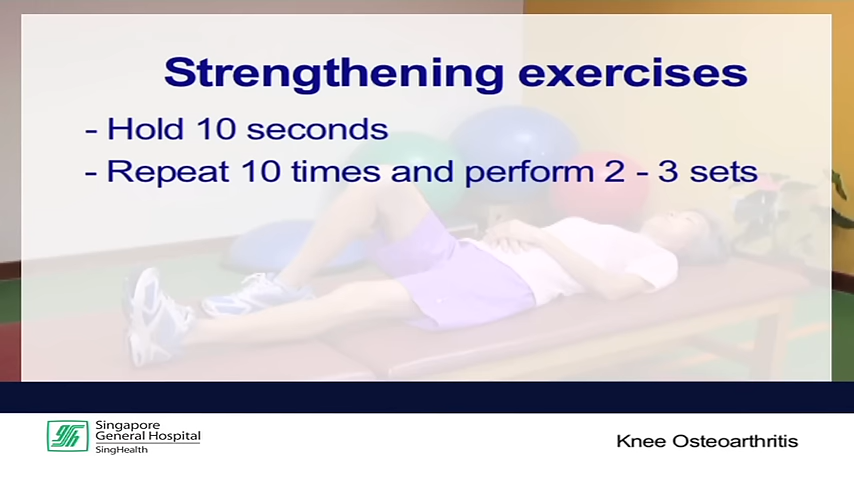 Strengthening exercises
- Hold 10 seconds
- Repeat 10 times and perform 2 - 3 sets
Singapore
General Hospital
SingHealth
Knee Osteoarthritis